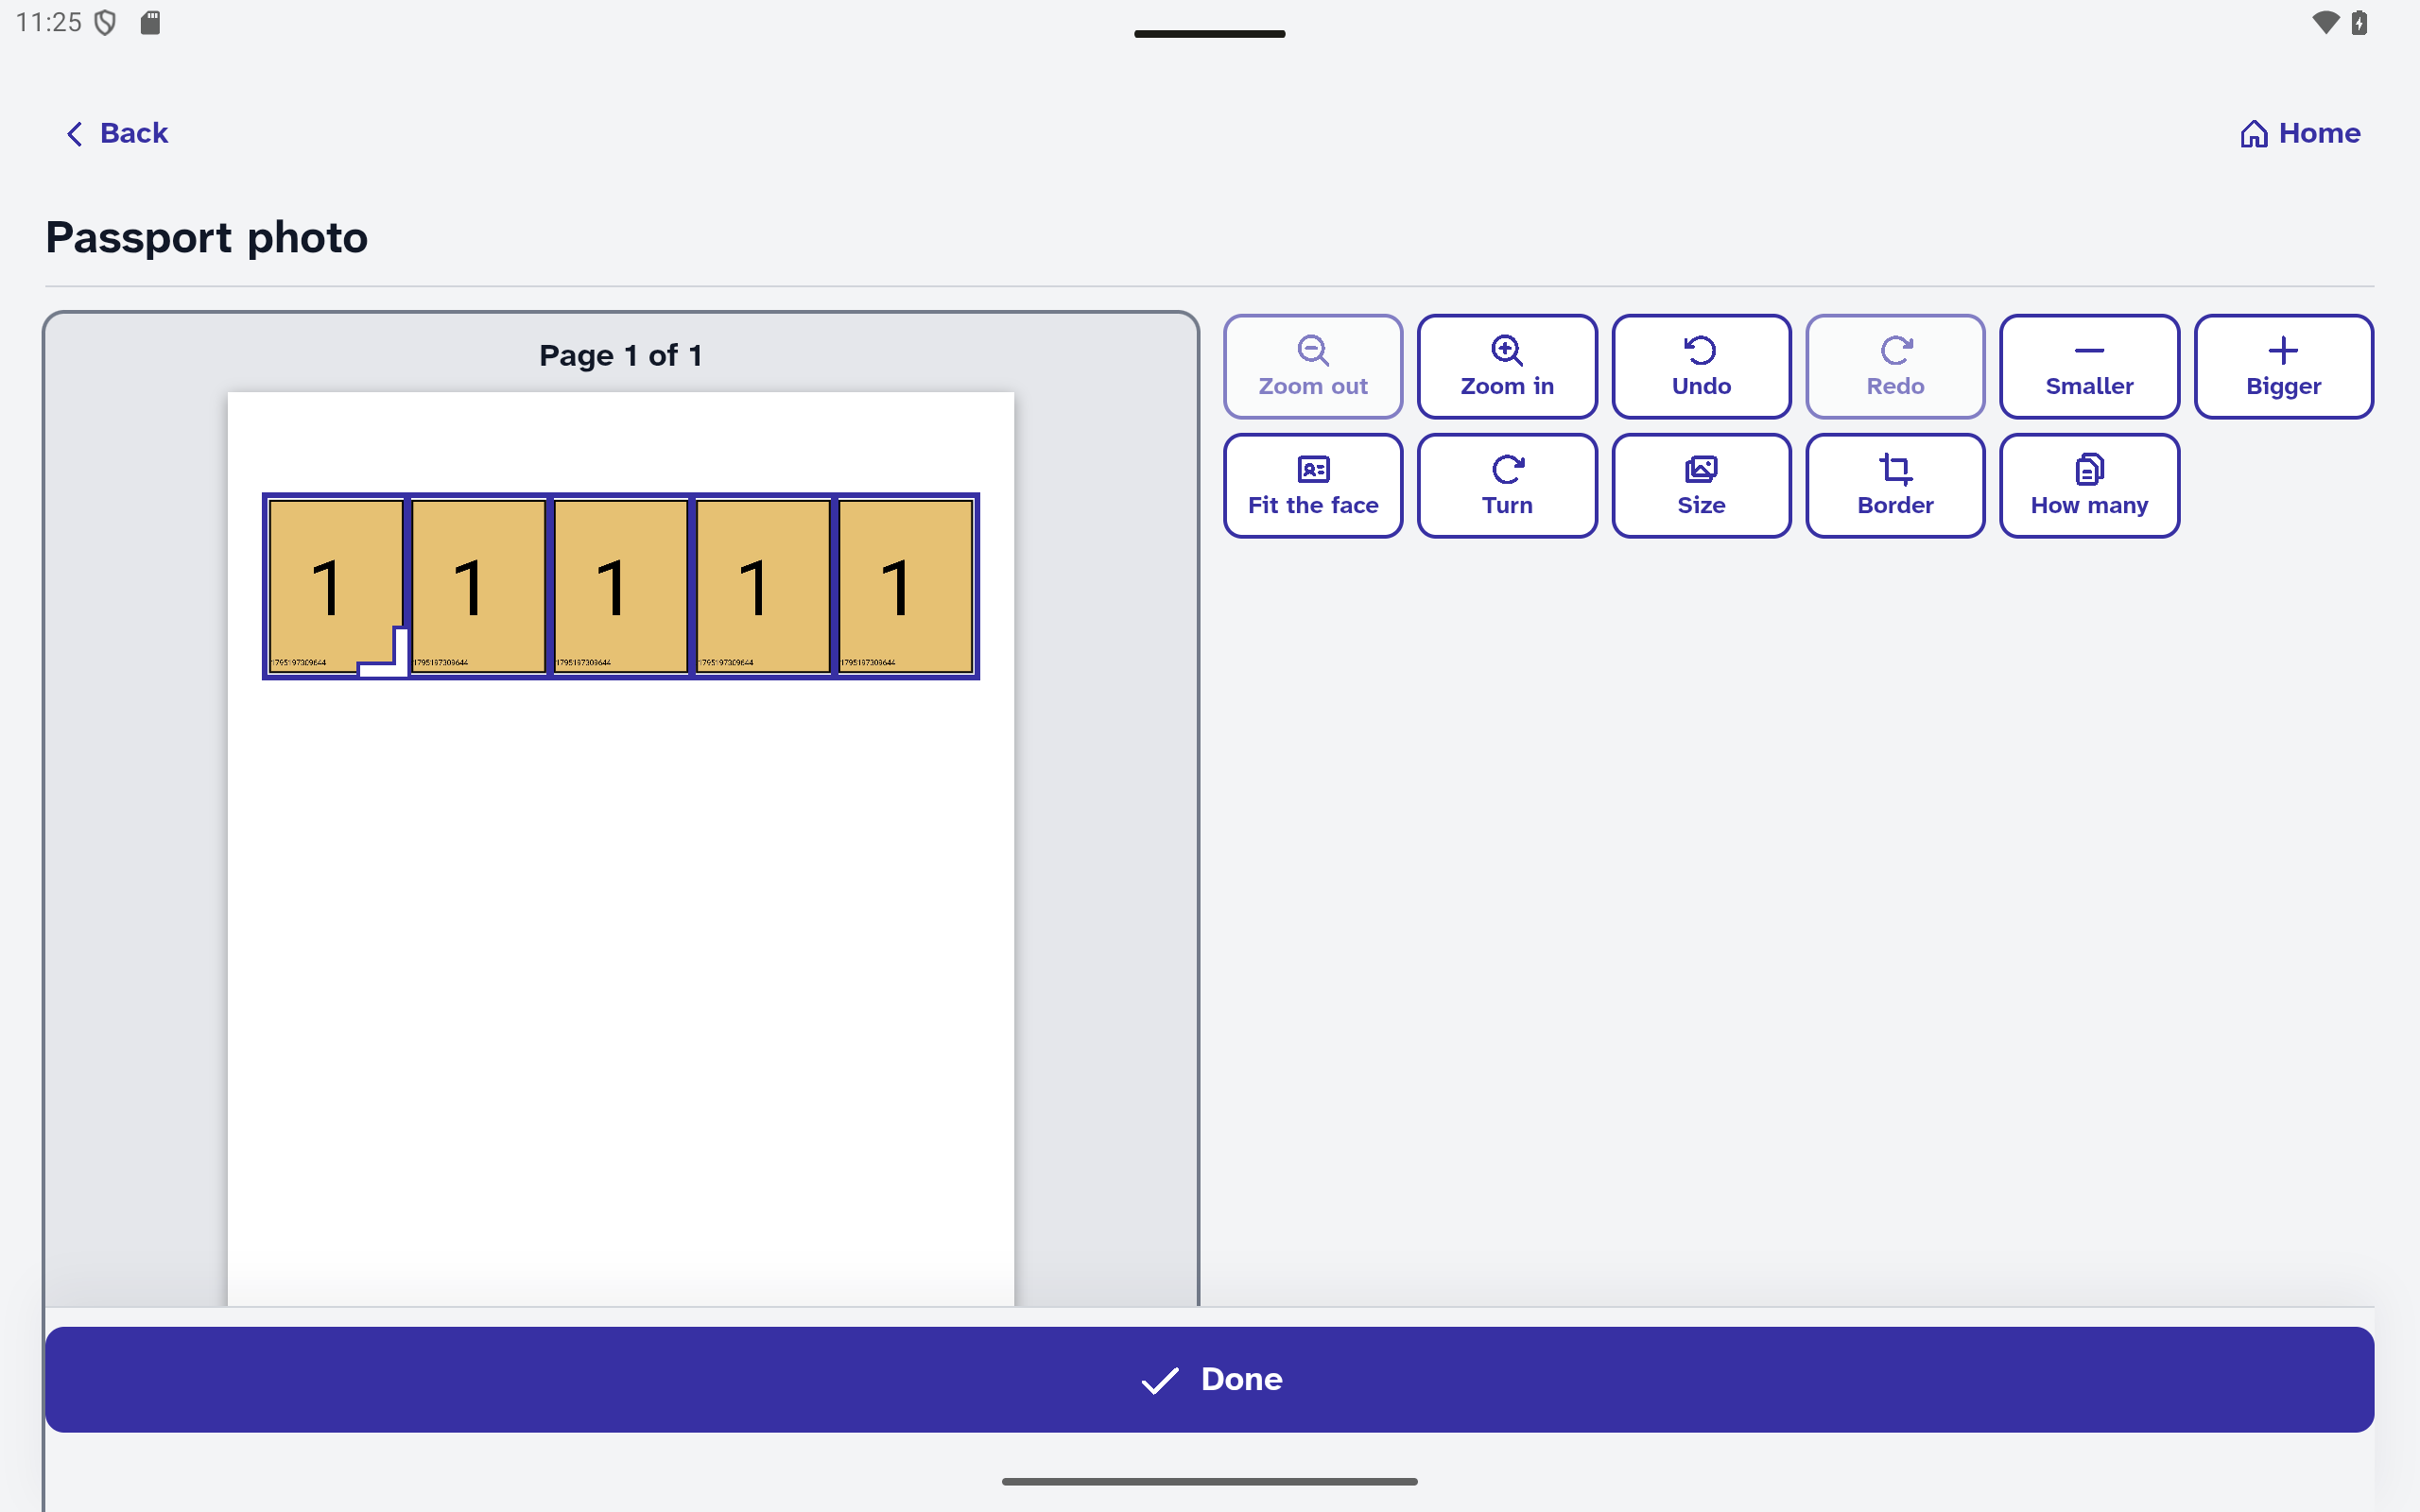 11:25
Back
Home
Passport photo
Page 1 of 1
Zoom out
Zoom in
Undo
Redo
Smaller
Bigger
Fit the face
Turn
Size
Border
How many
1 1 1 1 1
Done